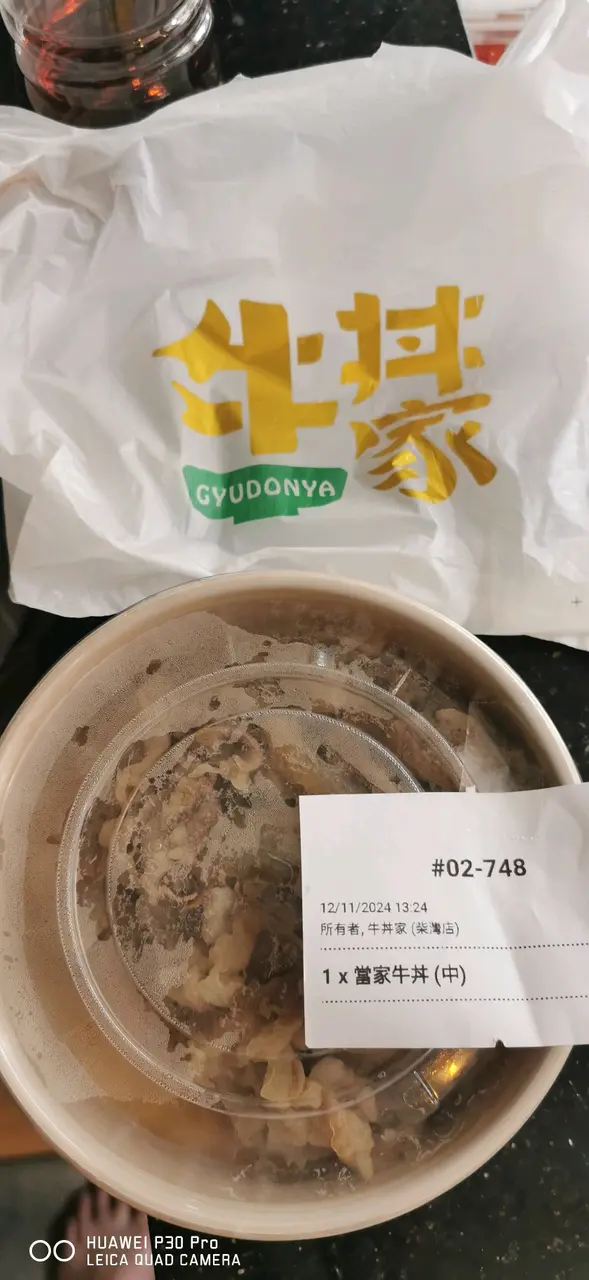 牛丼
家
GYUDONYA
#02-748
12/11/2024 13:24
所有者, 牛丼家 (柴灣店)
1 x 當家牛丼 (中)
HUAWEI P30 Pro
LEICA QUAD CAMERA